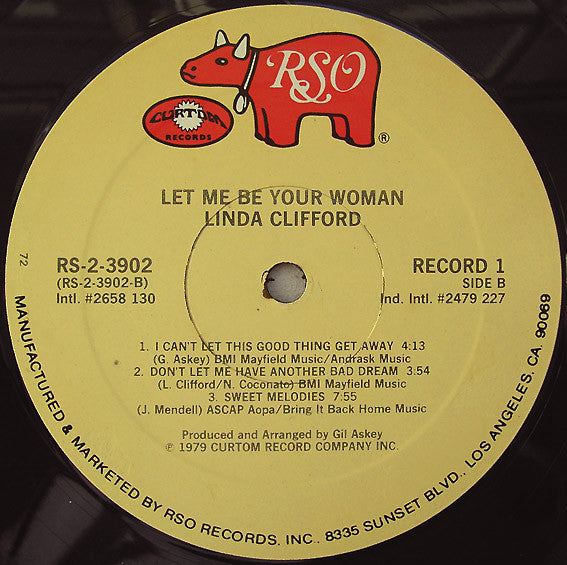 RSO
®
CURTOM
RECORDS
LET ME BE YOUR WOMAN
LINDA CLIFFORD
72
RS-2-3902
(RS-2-3902-B)
Intl. #2658 130
RECORD 1
SIDE B
Ind. Intl. #2479 227
1. I CAN'T LET THIS GOOD THING GET AWAY 4:13
(G. Askey) BMI Mayfield Music/Andrask Music
2. DON'T LET ME HAVE ANOTHER BAD DREAM 3:54
(L. Clifford/N. Coconato) BMI Mayfield Music
3. SWEET MELODIES 7:55
(J. Mendell) ASCAP Aopa/Bring It Back Home Music
Produced and Arranged by Gil Askey
℗ 1979 CURTOM RECORD COMPANY INC.
MANUFACTURED & MARKETED BY RSO RECORDS, INC., 8335 SUNSET BLVD., LOS ANGELES, CA. 90069